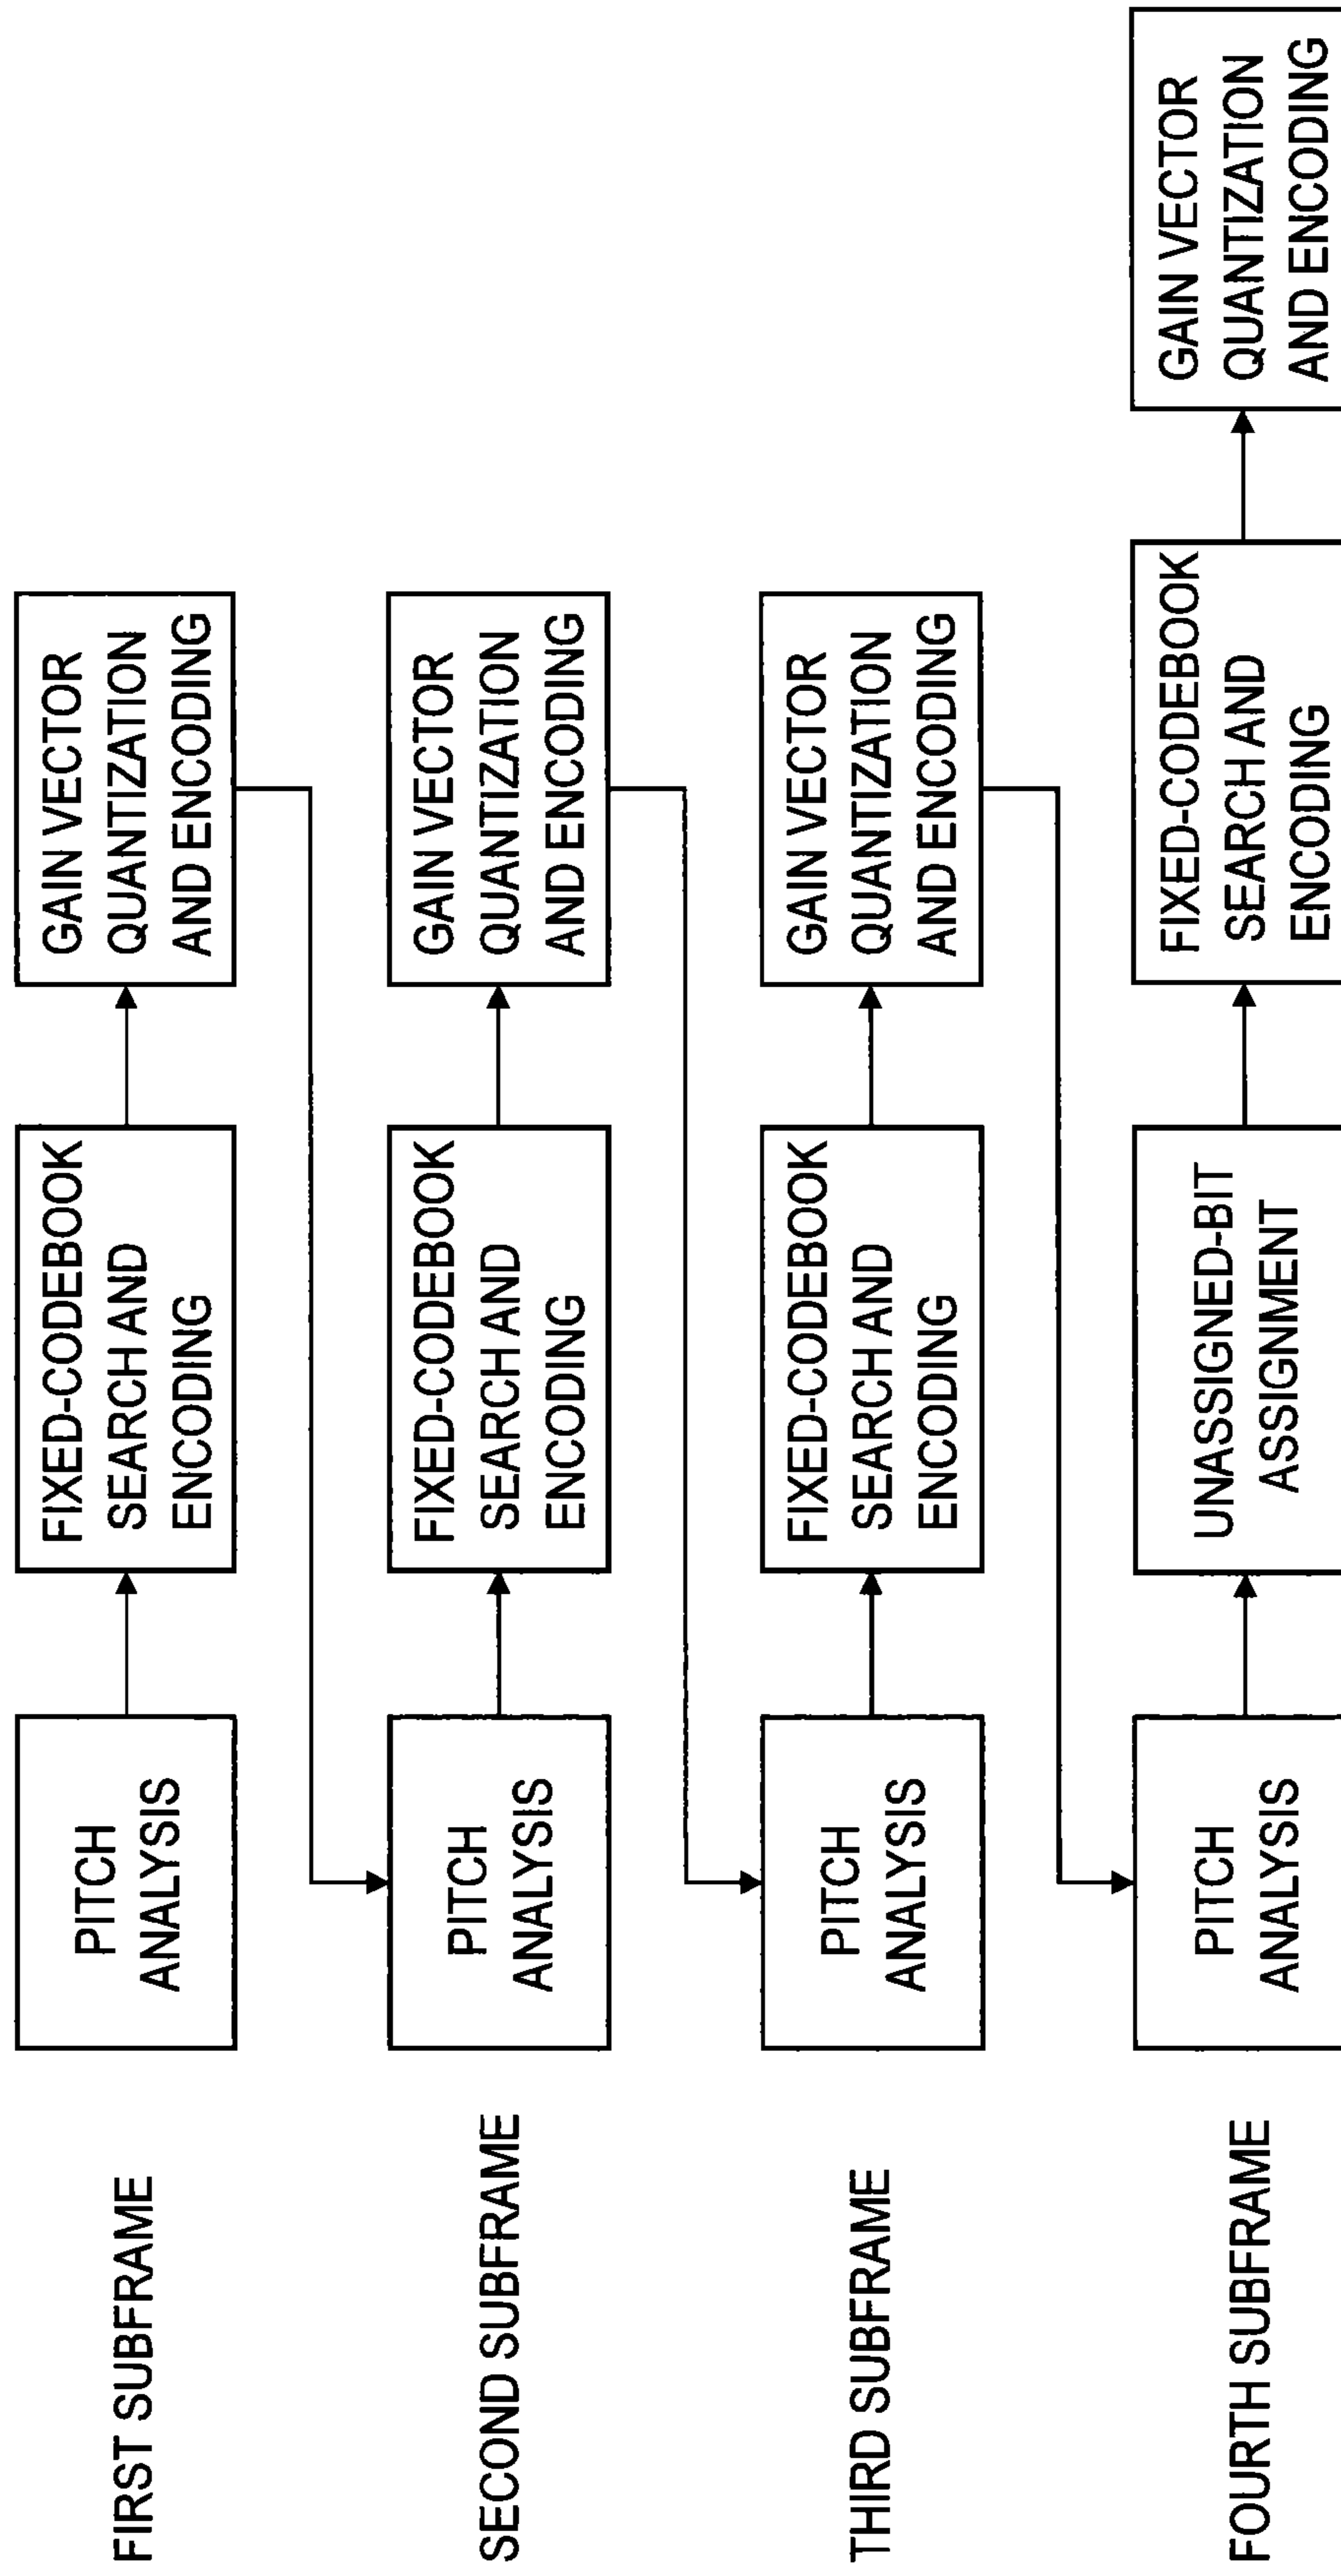 FIRST SUBFRAME
PITCH
ANALYSIS
FIXED-CODEBOOK
SEARCH AND
ENCODING
GAIN VECTOR
QUANTIZATION
AND ENCODING
SECOND SUBFRAME
PITCH
ANALYSIS
FIXED-CODEBOOK
SEARCH AND
ENCODING
GAIN VECTOR
QUANTIZATION
AND ENCODING
THIRD SUBFRAME
PITCH
ANALYSIS
FIXED-CODEBOOK
SEARCH AND
ENCODING
GAIN VECTOR
QUANTIZATION
AND ENCODING
FOURTH SUBFRAME
PITCH
ANALYSIS
UNASSIGNED-BIT
ASSIGNMENT
FIXED-CODEBOOK
SEARCH AND
ENCODING
GAIN VECTOR
QUANTIZATION
AND ENCODING